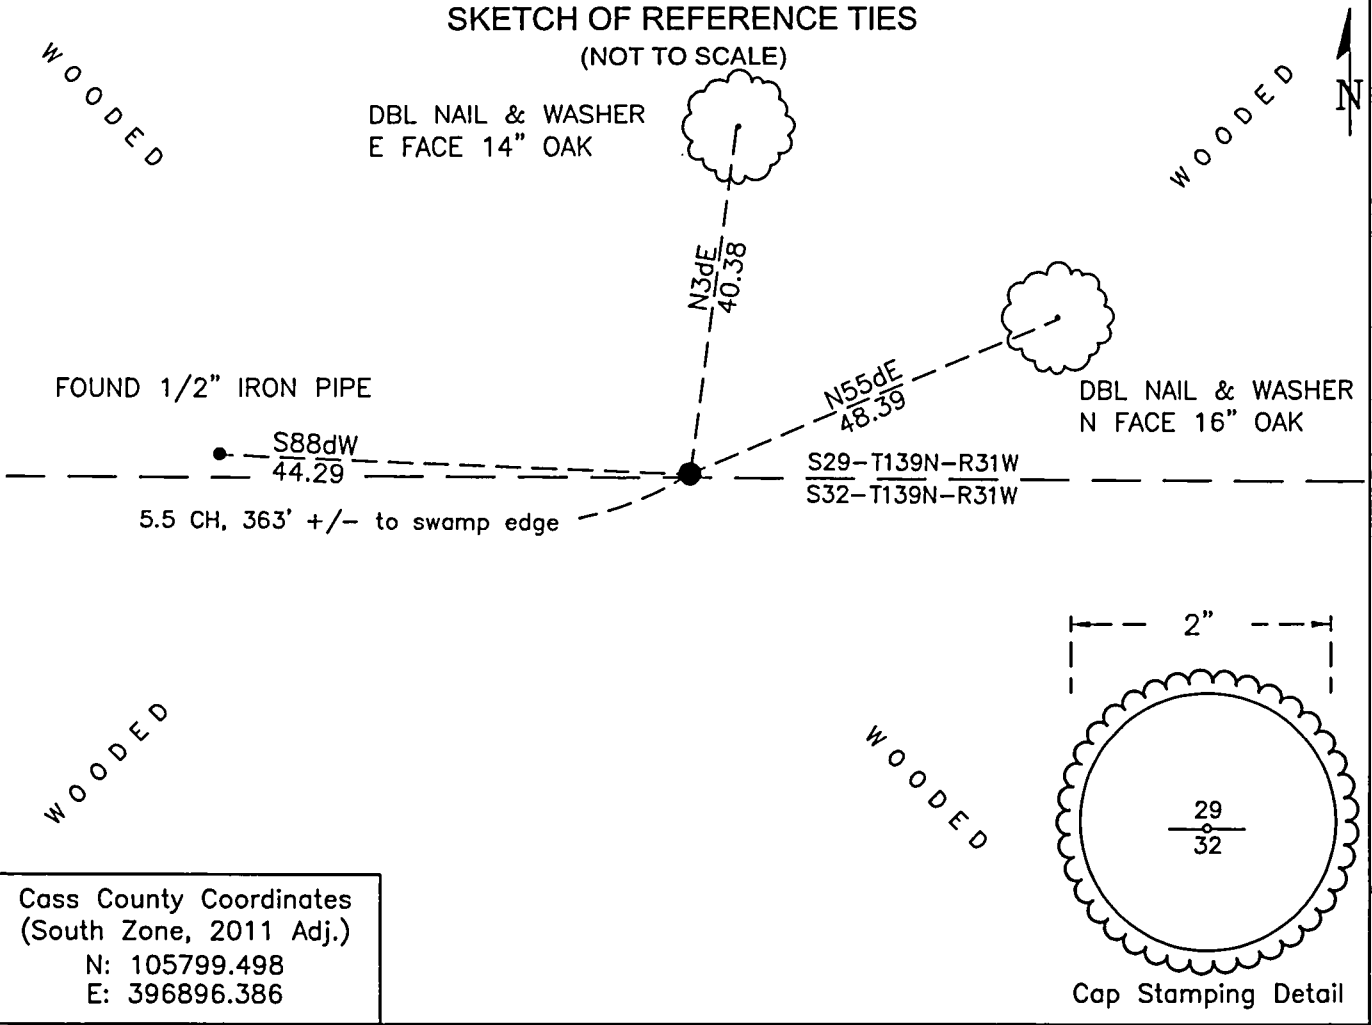 SKETCH OF REFERENCE TIES
(NOT TO SCALE)
N
WOODED
WOODED
DBL NAIL & WASHER
E FACE 14" OAK
N3dE
40.38
FOUND 1/2" IRON PIPE
N55dE
48.39
DBL NAIL & WASHER
N FACE 16" OAK
S88dW
44.29
S29-T139N-R31W
S32-T139N-R31W
5.5 CH, 363' +/- to swamp edge
2"
WOODED
WOODED
29
32
Cap Stamping Detail
Cass County Coordinates
(South Zone, 2011 Adj.)
N: 105799.498
E: 396896.386